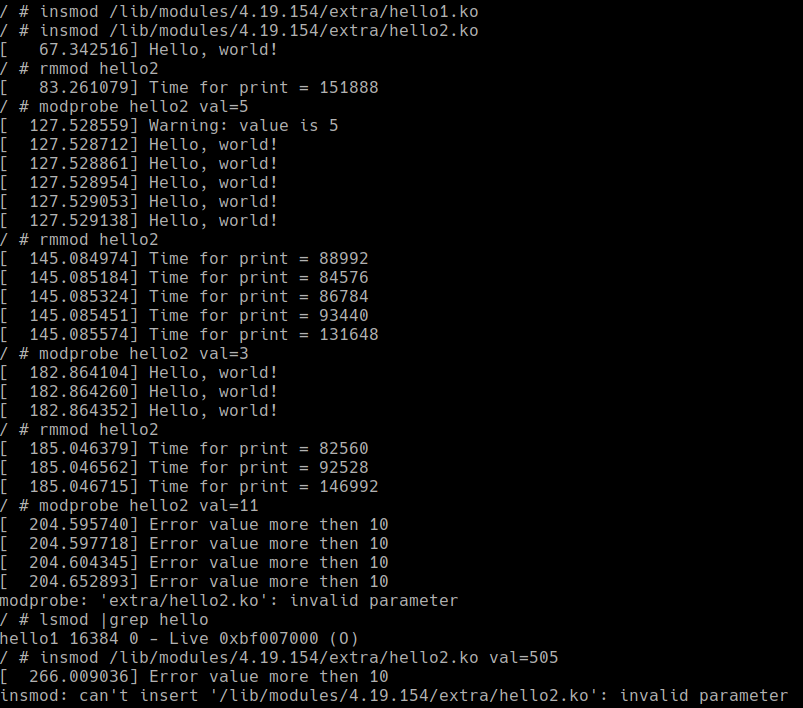 / # insmod /lib/modules/4.19.154/extra/hello1.ko
/ # insmod /lib/modules/4.19.154/extra/hello2.ko
[   67.342516] Hello, world!
/ # rmmod hello2
[   83.261079] Time for print = 151888
/ # modprobe hello2 val=5
[  127.528559] Warning: value is 5
[  127.528712] Hello, world!
[  127.528861] Hello, world!
[  127.528954] Hello, world!
[  127.529053] Hello, world!
[  127.529138] Hello, world!
/ # rmmod hello2
[  145.084974] Time for print = 88992
[  145.085184] Time for print = 84576
[  145.085324] Time for print = 86784
[  145.085451] Time for print = 93440
[  145.085574] Time for print = 131648
/ # modprobe hello2 val=3
[  182.864104] Hello, world!
[  182.864260] Hello, world!
[  182.864352] Hello, world!
/ # rmmod hello2
[  185.046379] Time for print = 82560
[  185.046562] Time for print = 92528
[  185.046715] Time for print = 146992
/ # modprobe hello2 val=11
[  204.595740] Error value more then 10
[  204.597718] Error value more then 10
[  204.604345] Error value more then 10
[  204.652893] Error value more then 10
modprobe: 'extra/hello2.ko': invalid parameter
/ # lsmod |grep hello
hello1 16384 0 - Live 0xbf007000 (O)
/ # insmod /lib/modules/4.19.154/extra/hello2.ko val=505
[  266.009036] Error value more then 10
insmod: can't insert '/lib/modules/4.19.154/extra/hello2.ko': invalid parameter